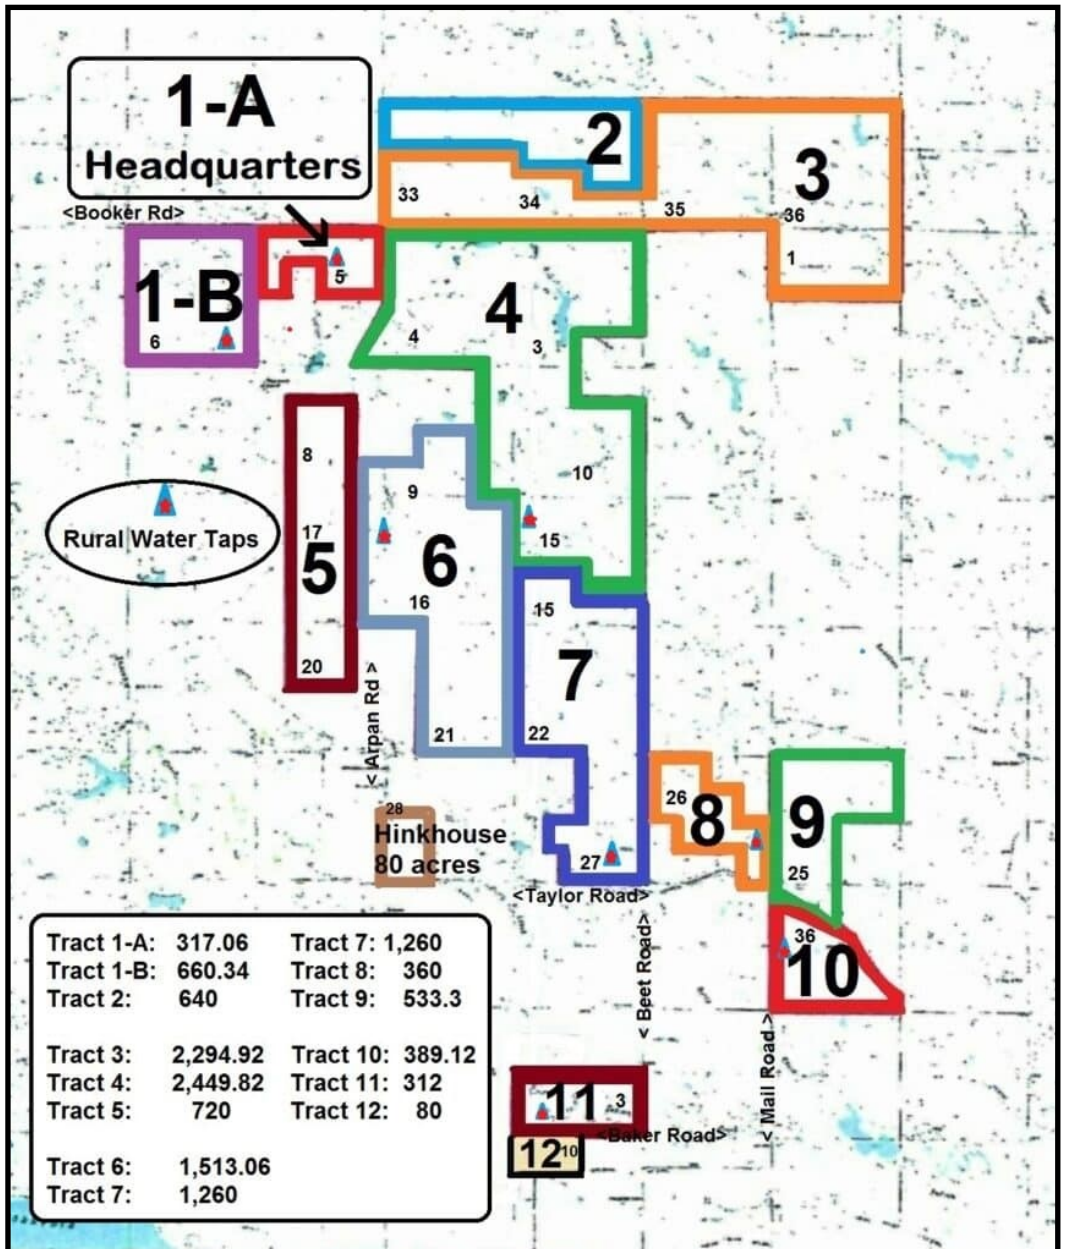 1-A
Headquarters
<Booker Rd>
2
3
33
34
35
36
1
5
1-B
6
4
4
3
8
17
5
20
Rural Water Taps
9
6
16
21
10
15
< Arpan Rd >
15
7
22
27
28
Hinkhouse
80 acres
<Taylor Road>
26
8
9
25
36
10
< Beet Road>
< Mail Road >
11
3
<Baker Road>
12
10
Tract 1-A: 317.06 Tract 7: 1,260
Tract 1-B: 660.34 Tract 8: 360
Tract 2: 640 Tract 9: 533.3
Tract 3: 2,294.92 Tract 10: 389.12
Tract 4: 2,449.82 Tract 11: 312
Tract 5: 720 Tract 12: 80
Tract 6: 1,513.06
Tract 7: 1,260